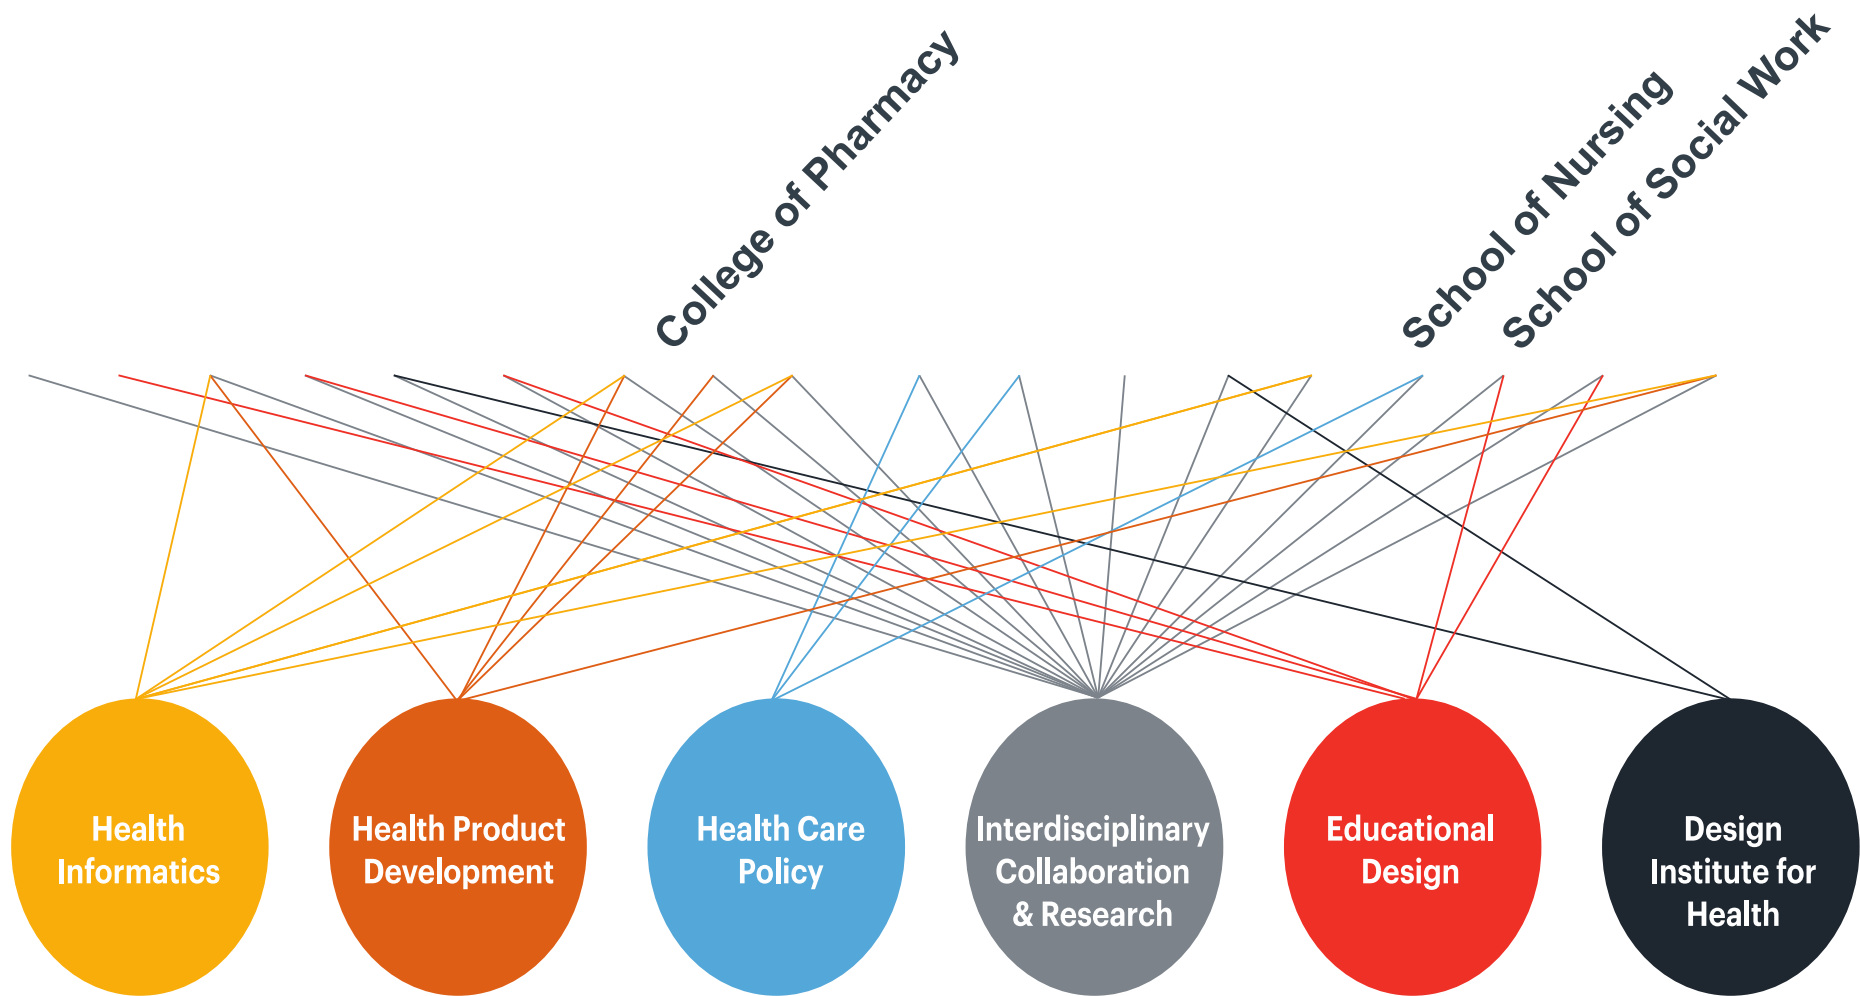 College of Pharmacy
School of Nursing
School of Social Work
Health
Informatics
Health Product
Development
Health Care
Policy
Interdisciplinary
Collaboration
& Research
Educational
Design
Design
Institute for
Health